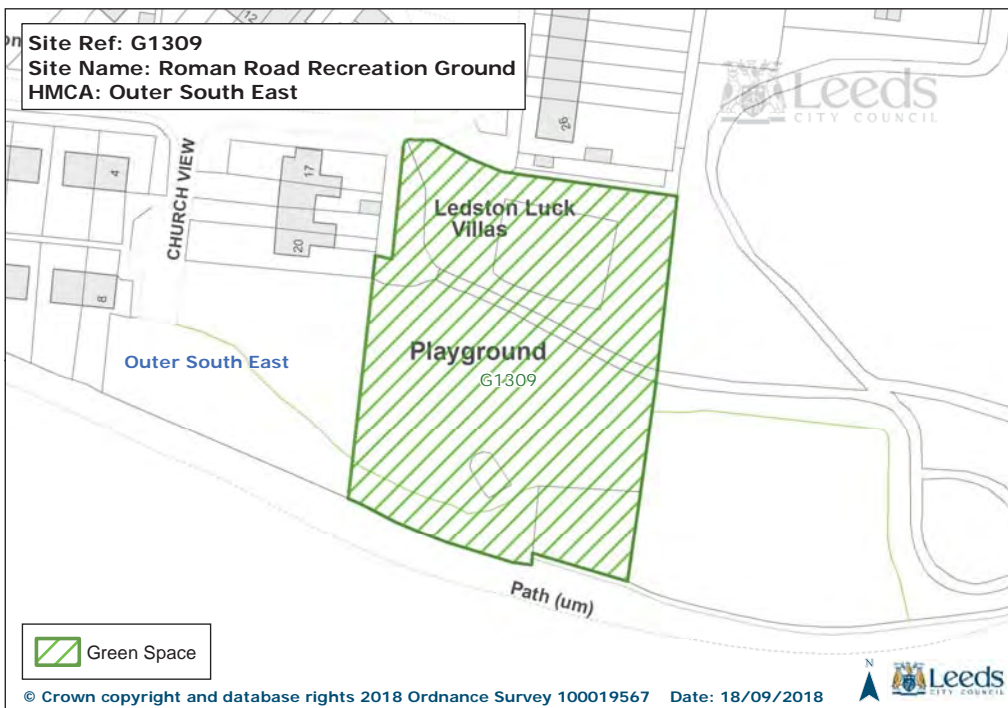 12
Site Ref: G1309
Site Name: Roman Road Recreation Ground
HMCA: Outer South East
Leeds
CITY COUNCIL
26
4
17
CHURCH VIEW
Ledston Luck
Villas
20
8
Outer South East
Playground
G1309
Path (um)
Green Space
N
Leeds
CITY COUNCIL
© Crown copyright and database rights 2018 Ordnance Survey 100019567 Date: 18/09/2018